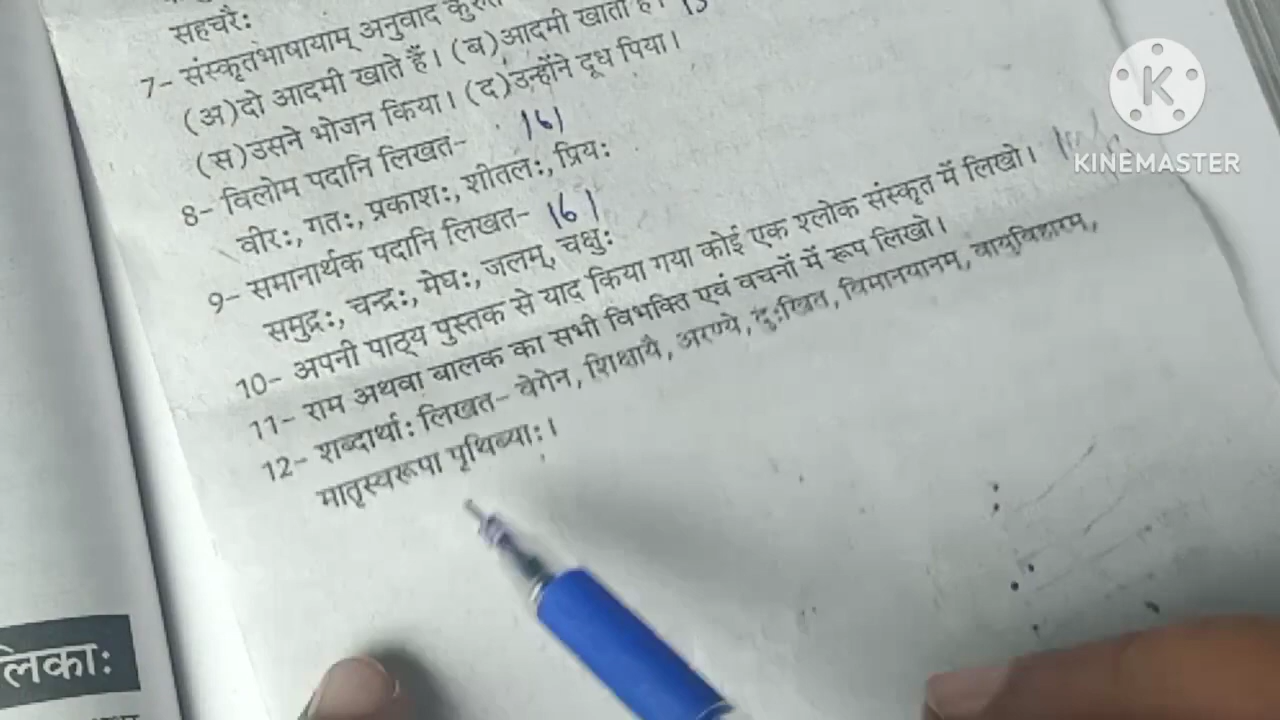 सहचरैः
7- संस्कृतभाषायाम् अनुवाद कुरुत
(अ)दो आदमी खाते हैं। (ब)आदमी खाता है।
(स)उसने भोजन किया। (द)उन्होंने दूध पिया।
8- विलोम पदानि लिखत- 161
वीरः, गतः, प्रकाशः, शीतलः, प्रियः
9- समानार्थक पदानि लिखत- 161
समुद्रः, चन्द्रः, मेघः, जलम्, चक्षुः
10- अपनी पाठ्य पुस्तक से याद किया गया कोई एक श्लोक संस्कृत में लिखो।
11- राम अथवा बालक का सभी विभक्ति एवं वचनों में रूप लिखो।
12- शब्दार्थाः लिखत- वेगेन, शिक्षायै, अरण्ये, दुःखित, विमानयानम्, वायुविहारम्,
मातृस्वरूपा पृथिव्याः।
लिकाः
KINEMASTER